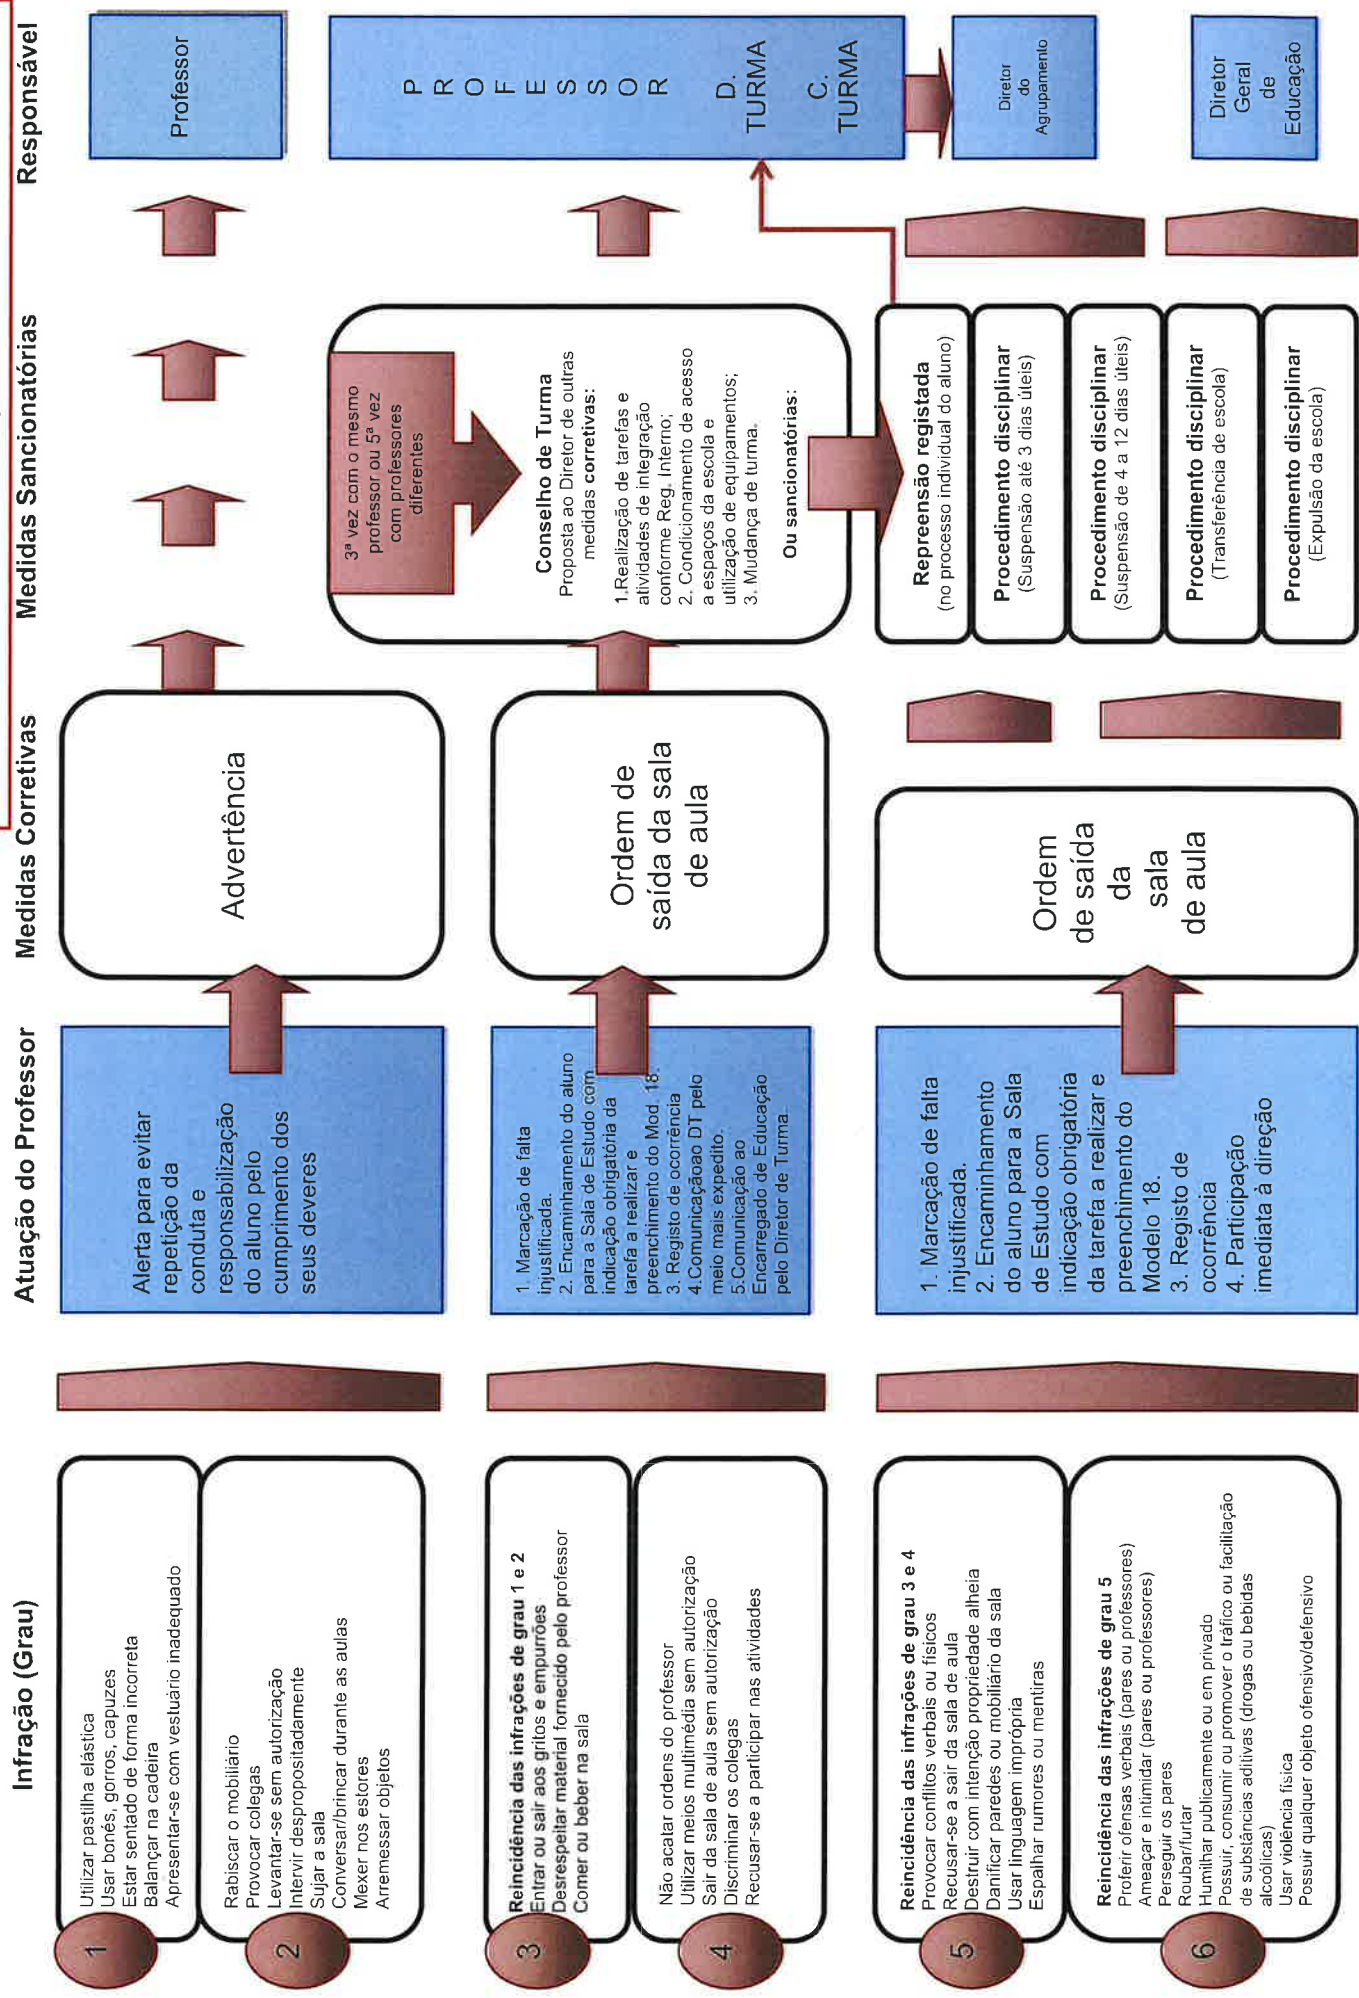 Infração (Grau)
Atuação do Professor
Medidas Corretivas
Medidas Sancionatórias
Responsável
1
Utilizar pastilha elástica
Usar bonés, gorros, capuzes
Estar sentado de forma incorreta
Balançar na cadeira
Apresentar-se com vestuário inadequado
2
Rabiscar o mobiliário
Provocar colegas
Levantar-se sem autorização
Intervir despropositadamente
Sujar a sala
Conversar/brincar durante as aulas
Mexer nos estores
Arremessar objetos
Alerta para evitar
repetição da
conduta e
responsabilização
do aluno pelo
cumprimento dos
seus deveres
Advertência
Professor
3
Reincidência das infrações de grau 1 e 2
Entrar ou sair aos gritos e empurrões
Desrespeitar material fornecido pelo professor
Comer ou beber na sala
4
Não acatar ordens do professor
Utilizar meios multimédia sem autorização
Sair da sala de aula sem autorização
Discriminar os colegas
Recusar-se a participar nas atividades
1. Marcação de falta
injustificada.
2. Encaminhamento do aluno
para a Sala de Estudo com
indicação obrigatória da
tarefa a realizar e
preenchimento do Mod. 18.
3. Registo de ocorrência
4.Comunicaçãoao DT pelo
meio mais expedito.
5.Comunicação ao
Encarregado de Educação
pelo Diretor de Turma.
Ordem de
saída da sala
de aula
3ª vez com o mesmo
professor ou 5ª vez
com professores
diferentes
Conselho de Turma
Proposta ao Diretor de outras
medidas corretivas:
1.Realização de tarefas e
atividades de integração
conforme Reg. Interno;
2. Condicionamento de acesso
a espaços da escola e
utilização de equipamentos;
3. Mudança de turma.
Ou sancionatórias:
P
R
O
F
E
S
S
O
R
D.
TURMA
C.
TURMA
5
Reincidência das infrações de grau 3 e 4
Provocar conflitos verbais ou físicos
Recusar-se a sair da sala de aula
Destruir com intenção propriedade alheia
Danificar paredes ou mobiliário da sala
Usar linguagem imprópria
Espalhar rumores ou mentiras
6
Reincidência das infrações de grau 5
Proferir ofensas verbais (pares ou professores)
Ameaçar e intimidar (pares ou professores)
Perseguir os pares
Roubar/furtar
Humilhar publicamente ou em privado
Possuir, consumir ou promover o tráfico ou facilitação
de substâncias aditivas (drogas ou bebidas
alcoólicas)
Usar violência física
Possuir qualquer objeto ofensivo/defensivo
1. Marcação de falta
injustificada.
2. Encaminhamento
do aluno para a Sala
de Estudo com
indicação obrigatória
da tarefa a realizar e
preenchimento do
Modelo 18.
3. Registo de
ocorrência
4. Participação
imediata à direção
Ordem
de saída
da
sala
de aula
Repreensão registada
(no processo individual do aluno)
Procedimento disciplinar
(Suspensão até 3 dias úteis)
Procedimento disciplinar
(Suspensão de 4 a 12 dias úteis)
Procedimento disciplinar
(Transferência de escola)
Procedimento disciplinar
(Expulsão da escola)
Diretor
do
Agrupamento
Diretor
Geral
de
Educação